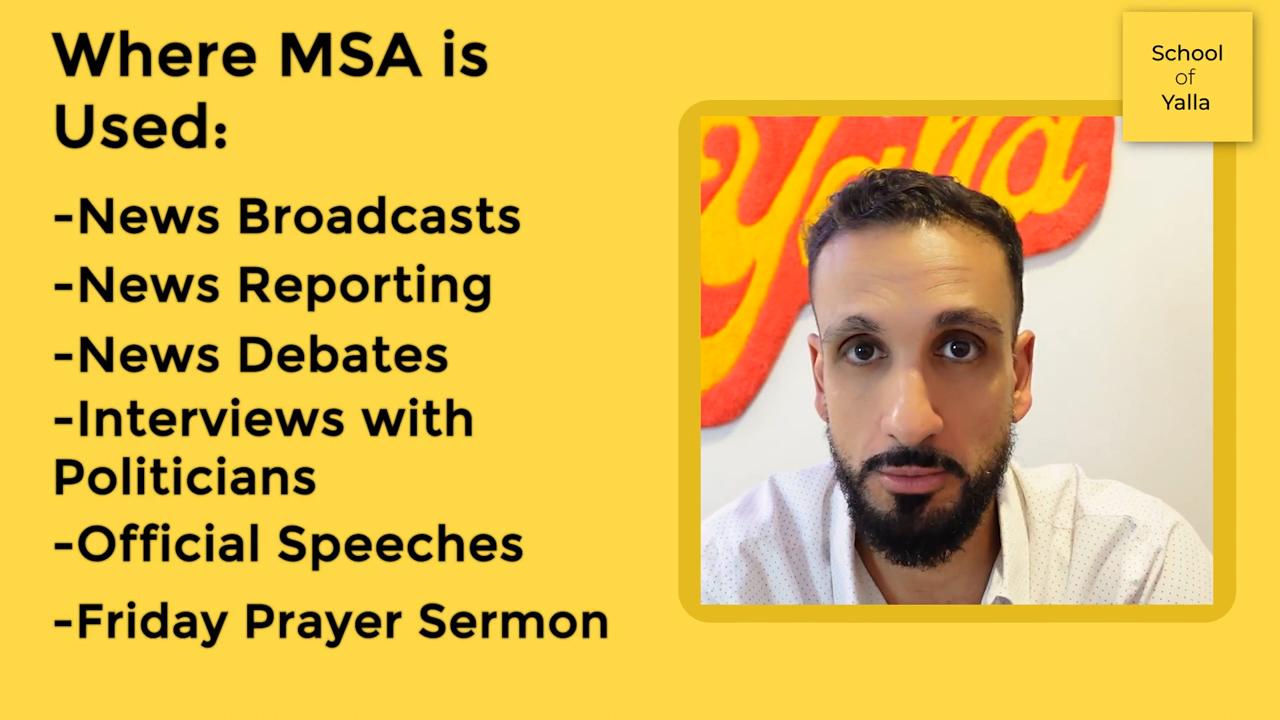 Where MSA is
Used:
-News Broadcasts
-News Reporting
-News Debates
-Interviews with
Politicians
-Official Speeches
-Friday Prayer Sermon
School
of
Yalla
Yalla